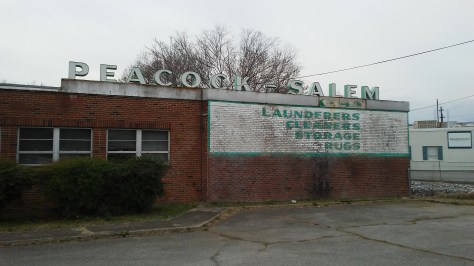 PEACOCK - SALEM
LAUNDERERS
CLEANERS
STORAGE
RUGS